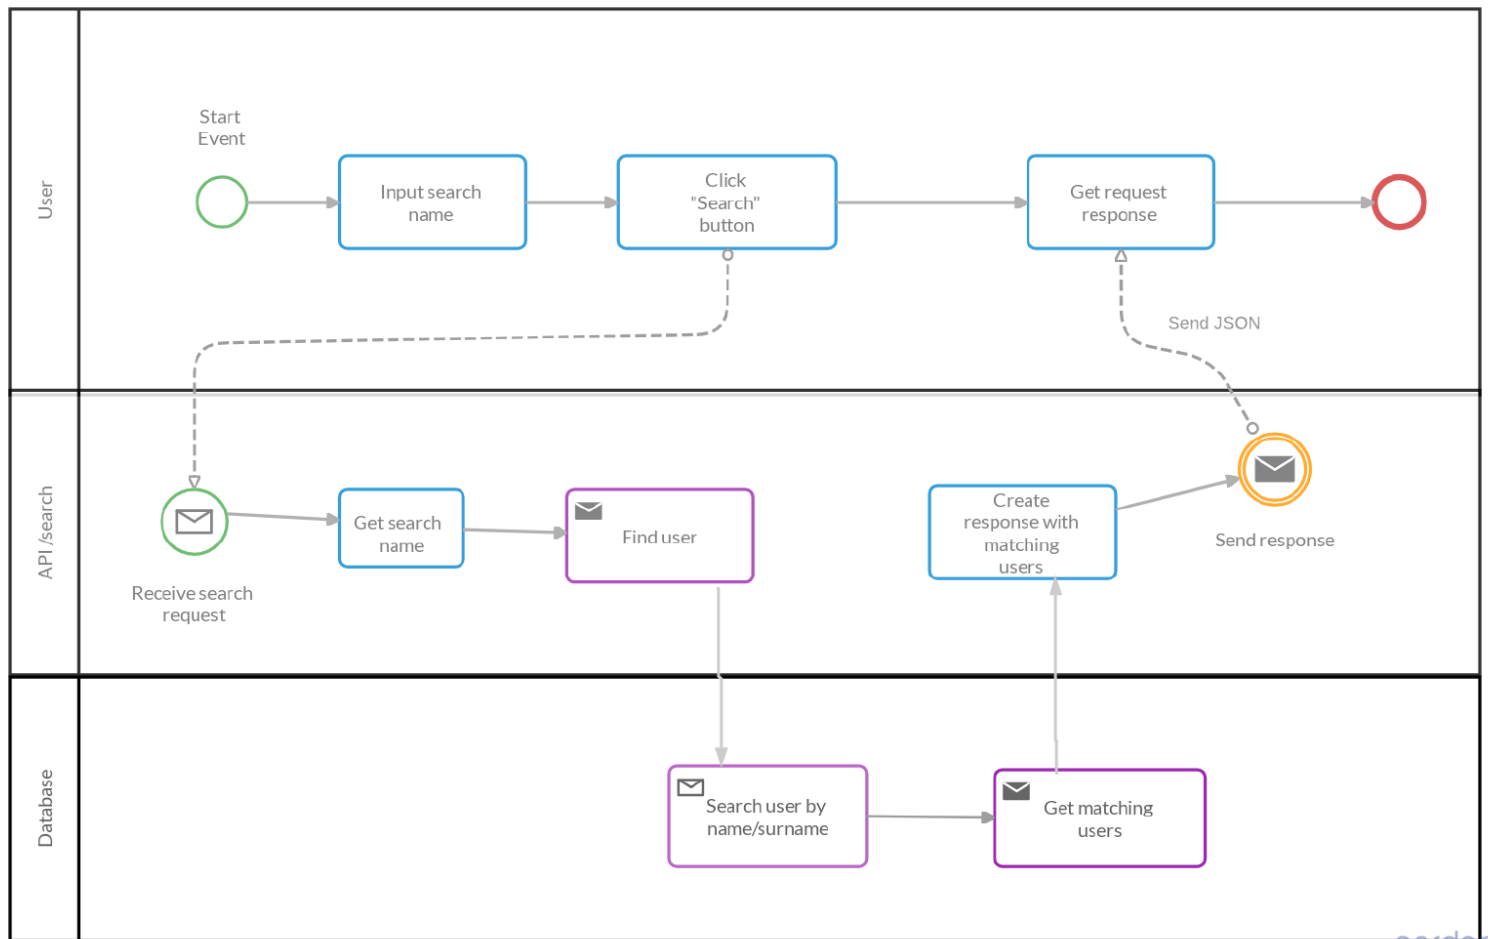 User
Start
Event
Input search
name
Click
"Search"
button
Get request
response
Send JSON
API /search
Receive search
request
Get search
name
Find user
Create
response with
matching
users
Send response
Database
Search user by
name/surname
Get matching
users